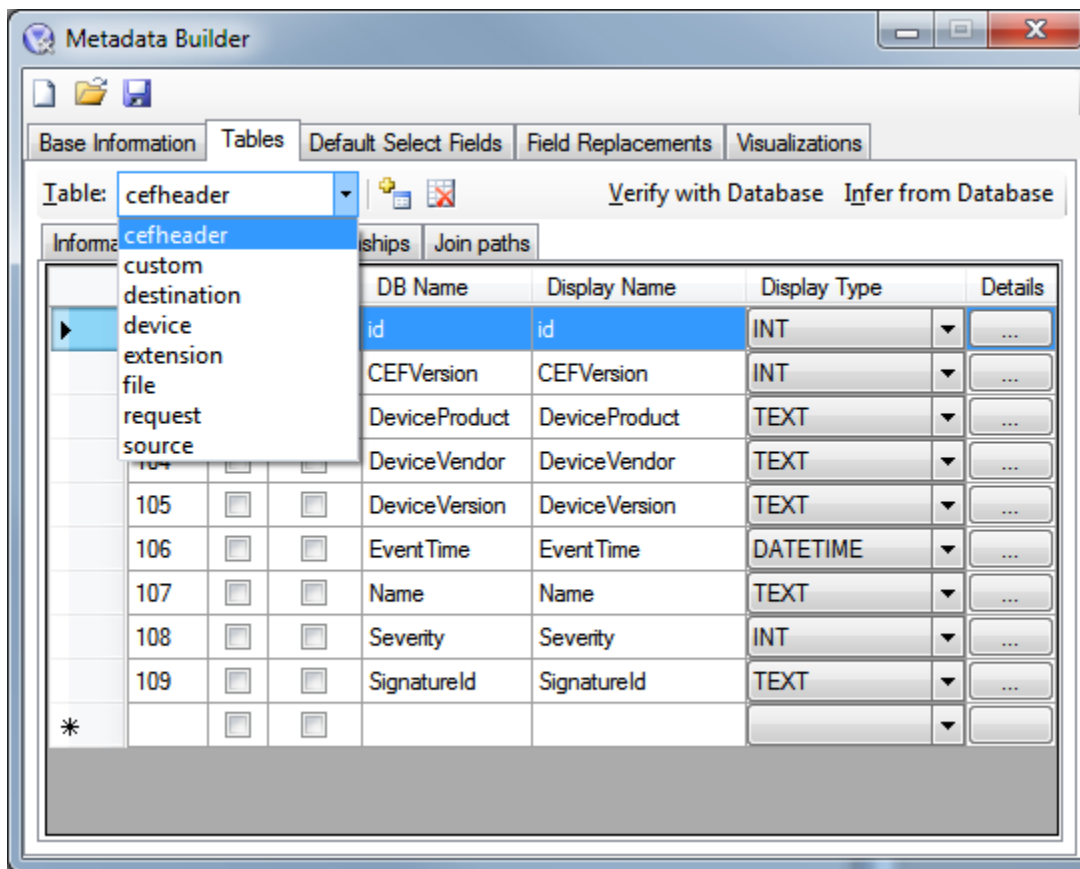 Metadata Builder
Base Information Tables Default Select Fields Field Replacements Visualizations
Table: cefheader Verify with Database Infer from Database
cefheader
custom
destination
device
extension
file
request
source
Join paths
DB Name Display Name Display Type Details
id id INT ...
CEFVersion CEFVersion INT ...
DeviceProduct DeviceProduct TEXT ...
104 DeviceVendor DeviceVendor TEXT ...
105 DeviceVersion DeviceVersion TEXT ...
106 EventTime EventTime DATETIME ...
107 Name Name TEXT ...
108 Severity Severity INT ...
109 SignatureId SignatureId TEXT ...